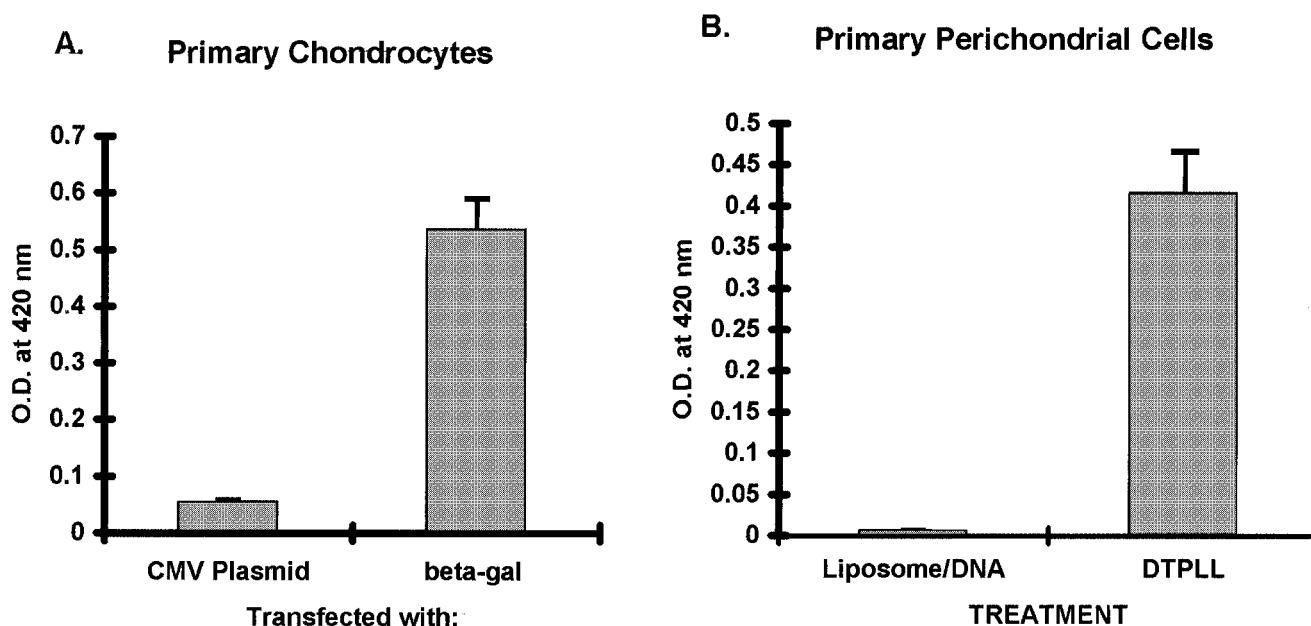 A.
Primary Chondrocytes
O.D. at 420 nm
0.7
0.6
0.5
0.4
0.3
0.2
0.1
0
CMV Plasmid
beta-gal
Transfected with:
B.
Primary Perichondrial Cells
O.D. at 420 nm
0.5
0.45
0.4
0.35
0.3
0.25
0.2
0.15
0.1
0.05
0
Liposome/DNA
DTPLL
TREATMENT